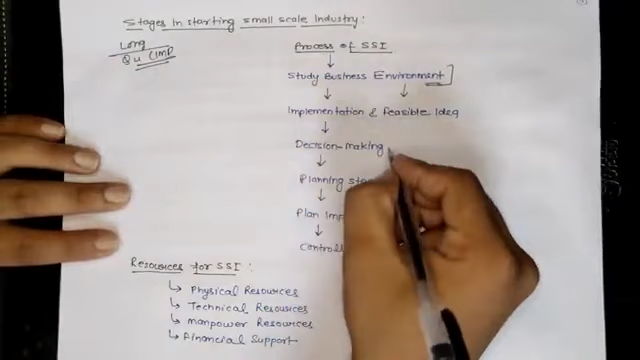 Stages in starting small scale Industry:
Long
Qu (IMP
Process of SSI
Study Business Environment
Implementation & feasible Idea
Decision-making
Planning
Plan
Resources for SSI:
Physical Resources
Technical Resources
manpower Resources
Financial Support